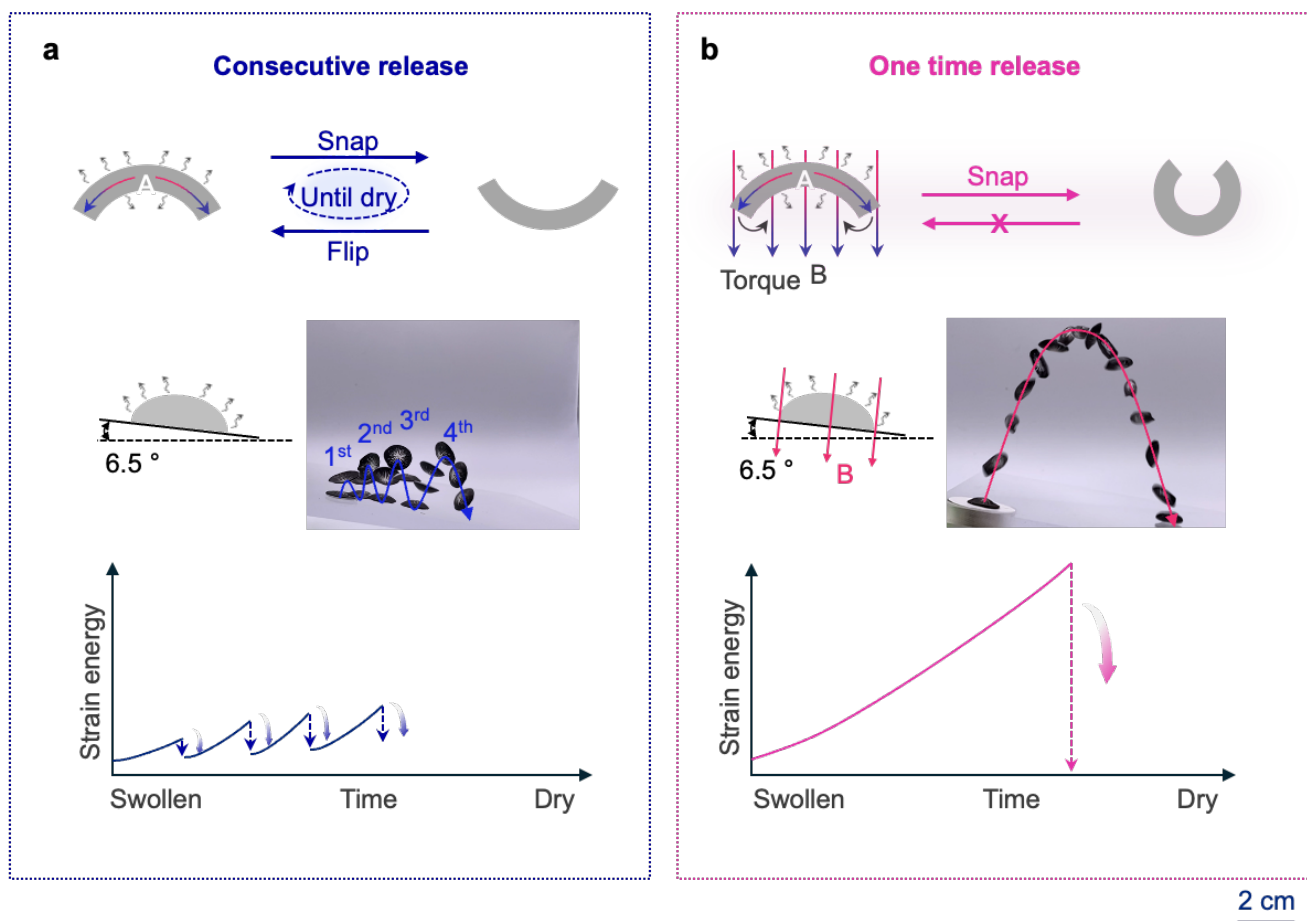 a
Consecutive release
Snap
A
Until dry
Flip
6.5 °
1st
2nd
3rd
4th
Strain energy
Swollen
Time
Dry
b
One time release
A
Snap
X
Torque B
6.5 °
B
Strain energy
Swollen
Time
Dry
2 cm